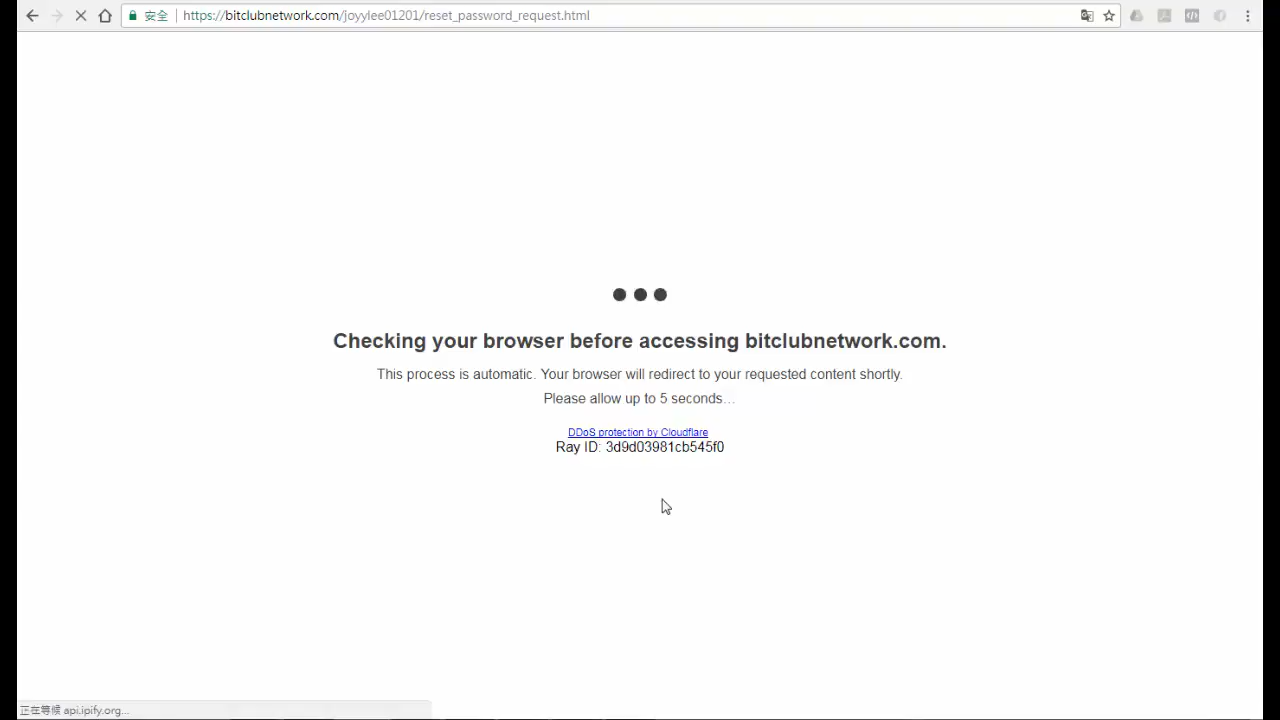 安全 https://bitclubnetwork.com/joyylee01201/reset_password_request.html
Checking your browser before accessing bitclubnetwork.com.
This process is automatic. Your browser will redirect to your requested content shortly.
Please allow up to 5 seconds…
DDoS protection by Cloudflare
Ray ID: 3d9d03981cb545f0
正在等候 api.ipify.org...